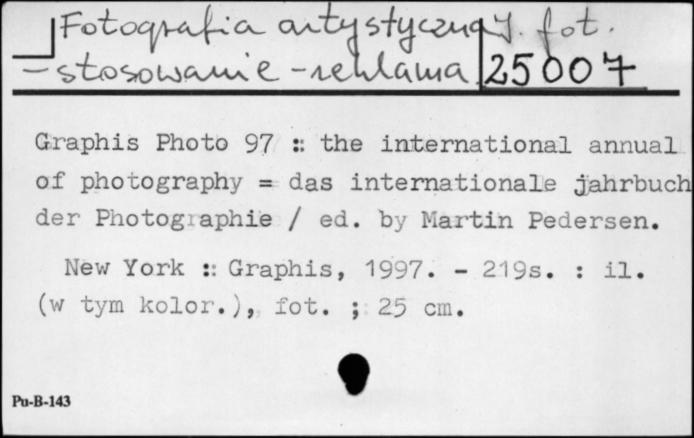 Fotografia artystyczna J. fot.
– stosowanie – reklama 25007
Graphis Photo 97 : the international annual
of photography = das internationale jahrbuch
der Photographie / ed. by Martin Pedersen.
New York : Graphis, 1997. – 219s. : il.
(w tym kolor.), fot. ; 25 cm.
Pu-B-143